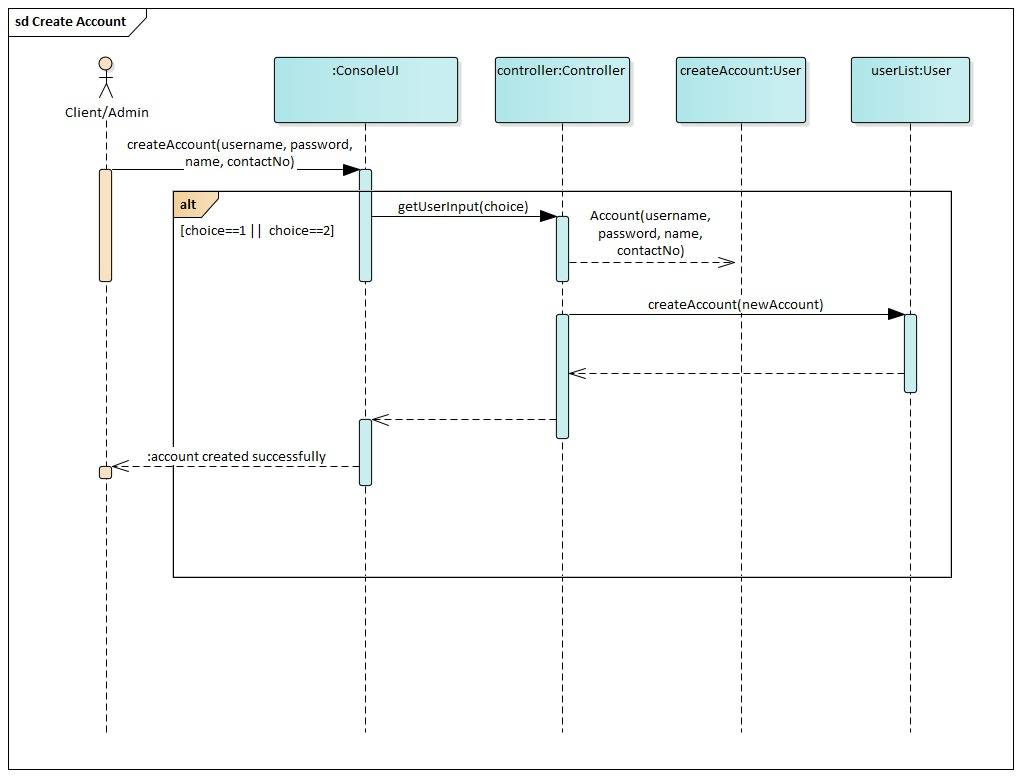 sd Create Account
Client/Admin
:ConsoleUI
controller:Controller
createAccount:User
userList:User
createAccount(username, password,
name, contactNo)
alt
[choice==1 || choice==2]
getUserInput(choice)
Account(username,
password, name,
contactNo)
createAccount(newAccount)
:account created successfully